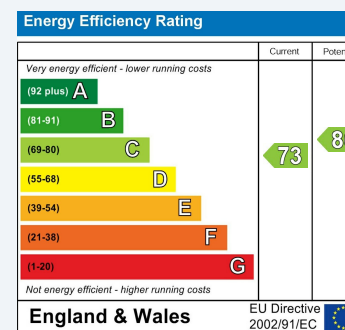 Energy Efficiency Rating
Current
Very energy efficient - lower running costs
(92 plus) A
(81-91) B
(69-80) C
73
(55-68) D
(39-54) E
(21-38) F
(1-20) G
Not energy efficient - higher running costs
England & Wales
EU Directive
2002/91/EC